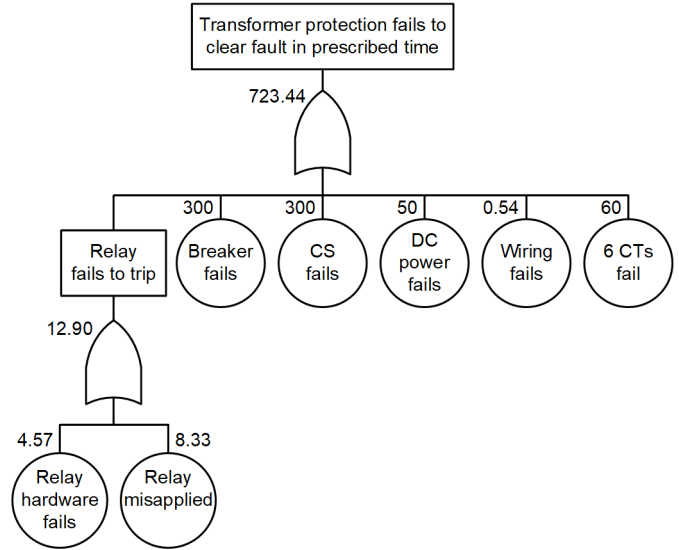 Transformer protection fails to
clear fault in prescribed time
723.44
300
300
50
0.54
60
Relay
fails to trip
Breaker
fails
CS
fails
DC
power
fails
Wiring
fails
6 CTs
fail
12.90
4.57
8.33
Relay
hardware
fails
Relay
misapplied